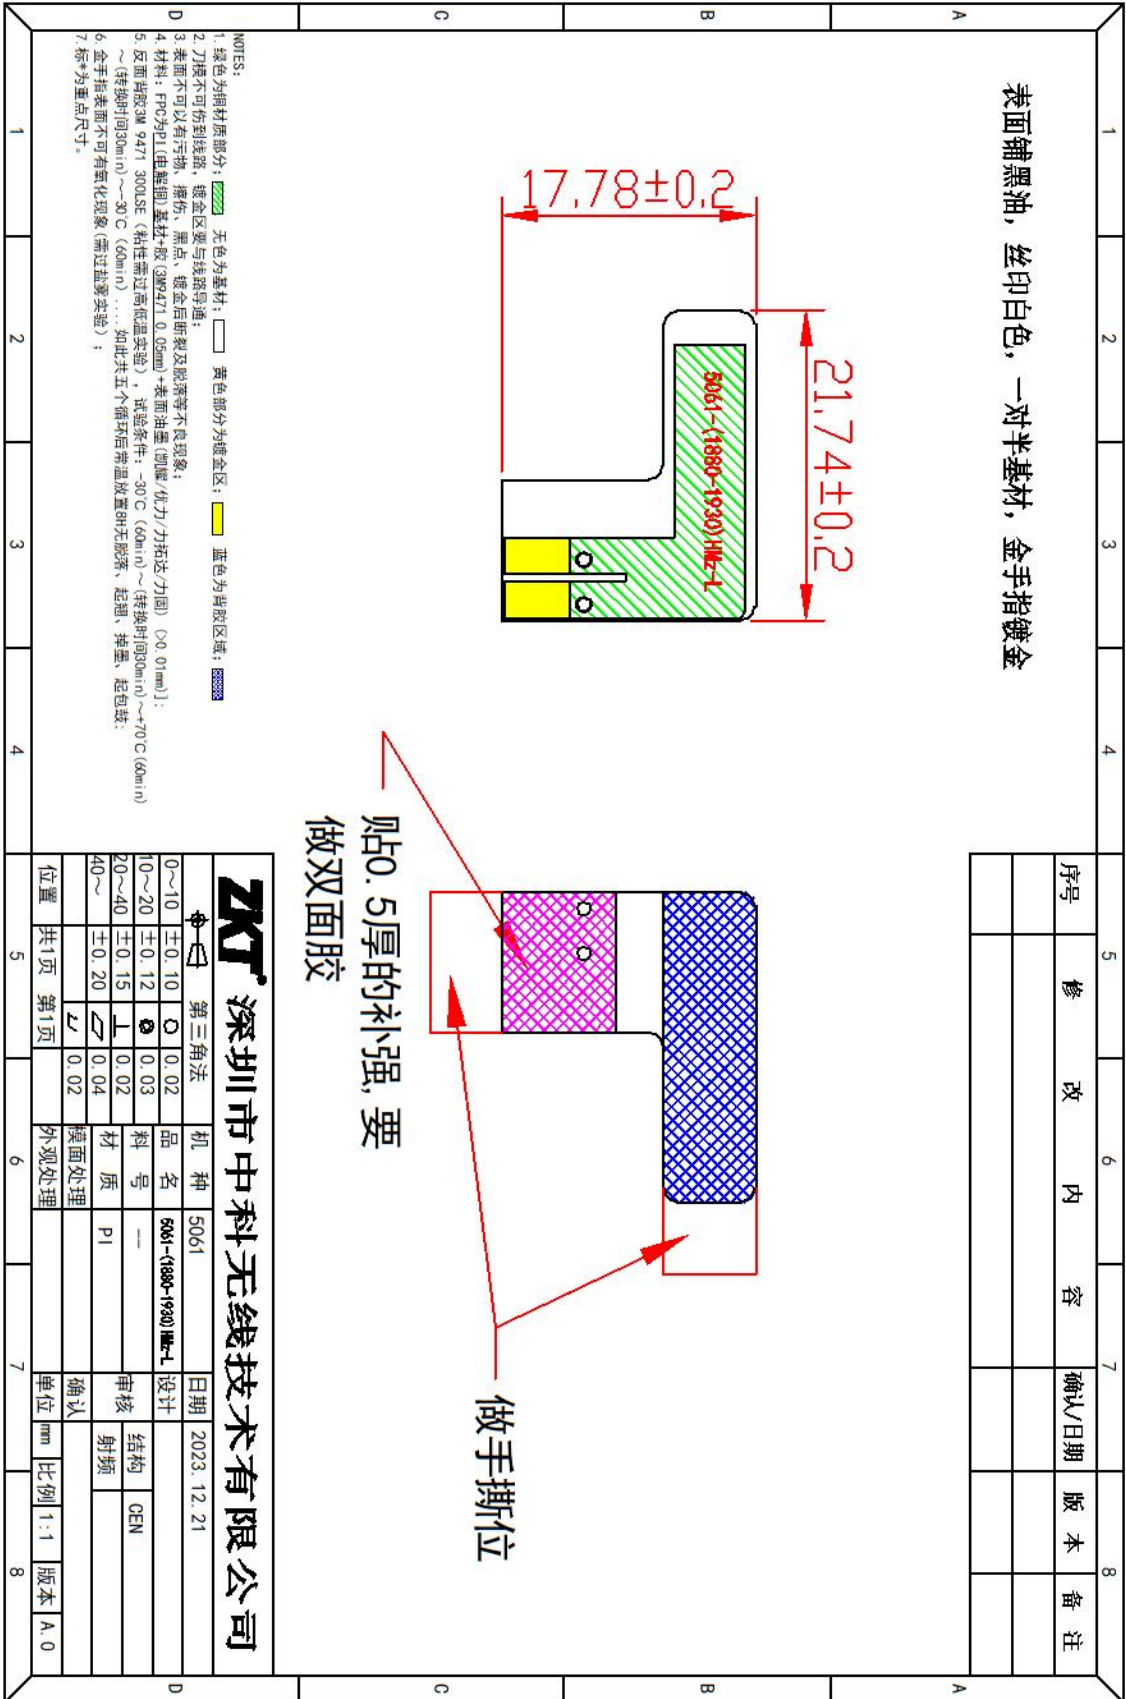 表面铺黑油，丝印白色，一对半基材，金手指镀金
1 2 3 4 5 6 7 8
A
B
C
D
序号 修 改 内 容 确认/日期 版 本 备 注
17.78±0.2
21.74±0.2
5061-(1880-1930)HMz-L
贴0.5厚的补强,要
做双面胶
做手撕位
NOTES:
1. 绿色为铜材质部分； 无色为基材； 黄色部分为镀金区； 蓝色为背胶区域；
2. 刀模不可伤到线路，镀金区要与线路导通；
3. 表面不可以有污物、擦伤、黑点、镀金后断裂及脱落等不良现象；
4. 材料：FPC为PI(电解铜)基材+胶(3M9471 0.05mm)+表面油墨(凯耀/优力/力拓达/力固) (>0.01mm)]：
5. 反面背胶3M 9471 300LSE（粘性需过高低温实验），试验条件：-30℃（60min)～(转换时间30min)～+70℃(60min)
～(转换时间30min)～-30℃（60min)....如此共五个循环后常温放置8H无脱落、起翘、掉墨、起包鼓:
6. 金手指表面不可有氧化现象(需过盐雾实验)；
7. 标*为重点尺寸。
ZKT 深圳市中科无线技术有限公司
第三角法 机 种 5061 日期 2023.12.21
0～10 ±0.10 0.02 品 名 5061-(1880-1930)HMz-L 设计
10～20 ±0.12 0.03 料 号 -- 审核 结构 CEN
20～40 ±0.15 0.02 材 质 PI 射频
40～ ±0.20 0.04
0.02 模面处理 确认
位置 共1页 第1页 外观处理 单位 mm 比例 1:1 版本 A.0
1 2 3 4 5 6 7 8
A
B
C
D